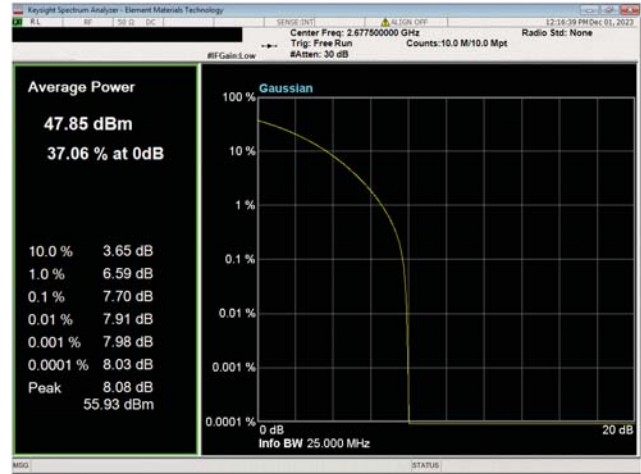 Keysight Spectrum Analyzer - Element Materials Technology
RL RF 50 Ω DC SENSE:INT ALIGN OFF 12:16:39 PM Dec 01, 2023
Center Freq: 2.677500000 GHz Radio Std: None
Trig: Free Run Counts:10.0 M/10.0 Mpt
#IFGain:Low #Atten: 30 dB
Average Power
47.85 dBm
37.06 % at 0dB
10.0 % 3.65 dB
1.0 % 6.59 dB
0.1 % 7.70 dB
0.01 % 7.91 dB
0.001 % 7.98 dB
0.0001 % 8.03 dB
Peak 8.08 dB
55.93 dBm
Gaussian
100 %
10 %
1 %
0.1 %
0.01 %
0.001 %
0.0001 %
0 dB 20 dB
Info BW 25.000 MHz
MSG STATUS